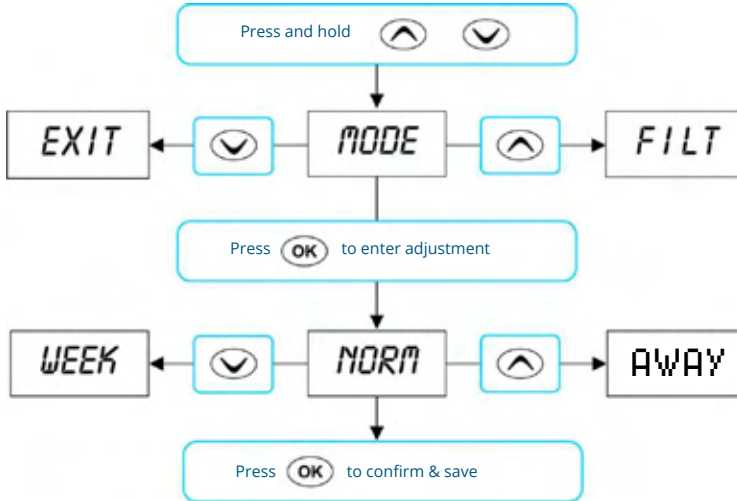 Press and hold
EXIT MODE FILT
Press OK to enter adjustment
WEEK NORM AWAY
Press OK to confirm & save